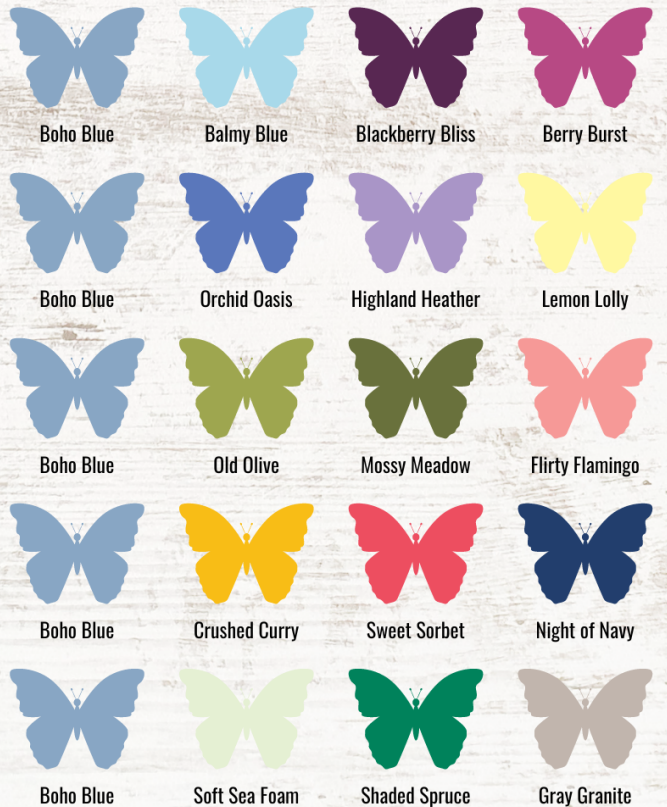 Boho Blue Balmy Blue Blackberry Bliss Berry Burst
Boho Blue Orchid Oasis Highland Heather Lemon Lolly
Boho Blue Old Olive Mossy Meadow Flirty Flamingo
Boho Blue Crushed Curry Sweet Sorbet Night of Navy
Boho Blue Soft Sea Foam Shaded Spruce Gray Granite